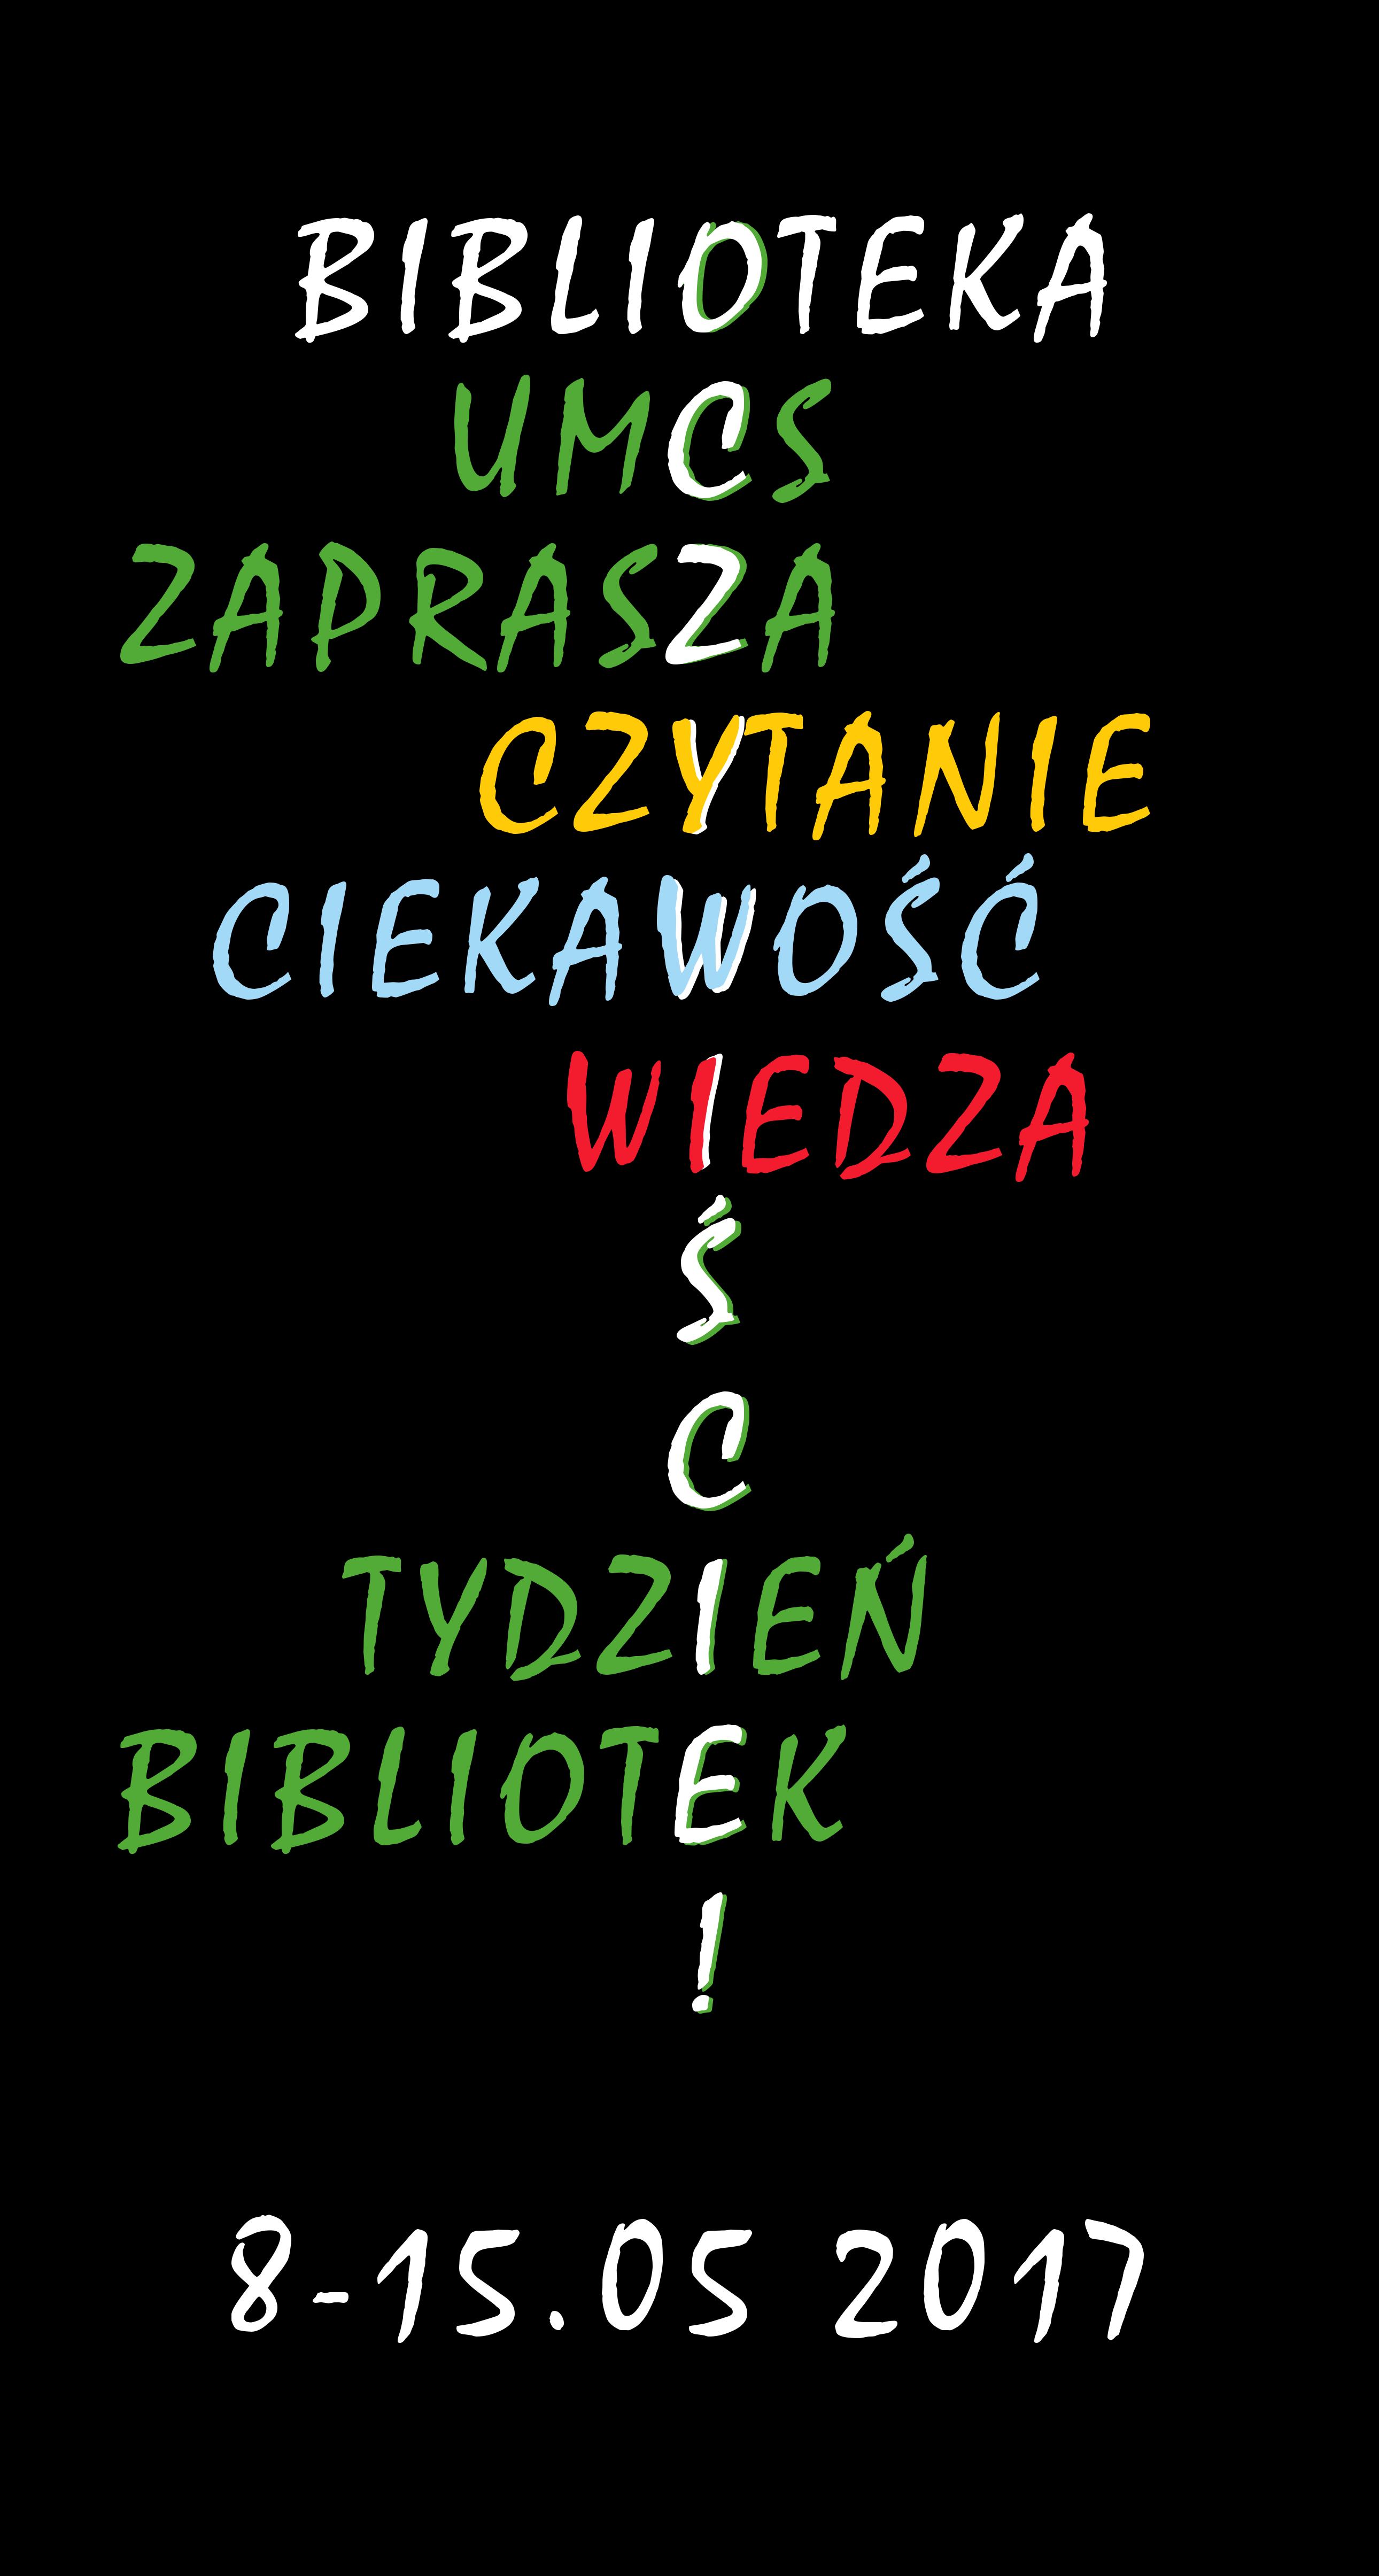 BIBLIOTEKA
UMCS
ZAPRASZA
CZYTANIE
CIEKAWOŚĆ
WIEDZA
Ś
C
TYDZIEŃ
BIBLIOTEK
!
8-15.05 2017